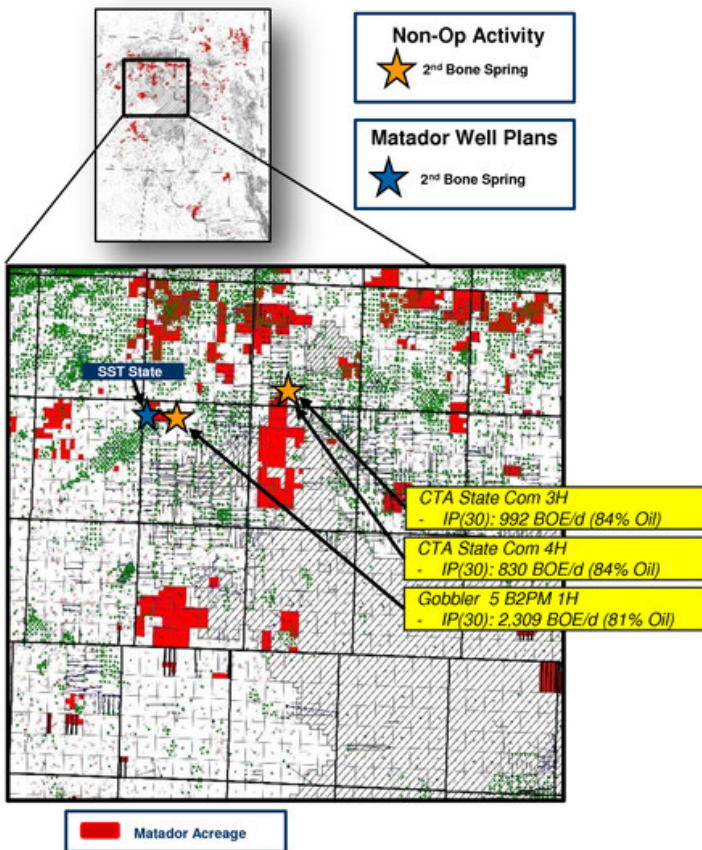 Non-Op Activity
2nd Bone Spring
Matador Well Plans
2nd Bone Spring
SST State
CTA State Com 3H
- IP(30): 992 BOE/d (84% Oil)
CTA State Com 4H
- IP(30): 830 BOE/d (84% Oil)
Gobbler 5 B2PM 1H
- IP(30): 2,309 BOE/d (81% Oil)
Matador Acreage